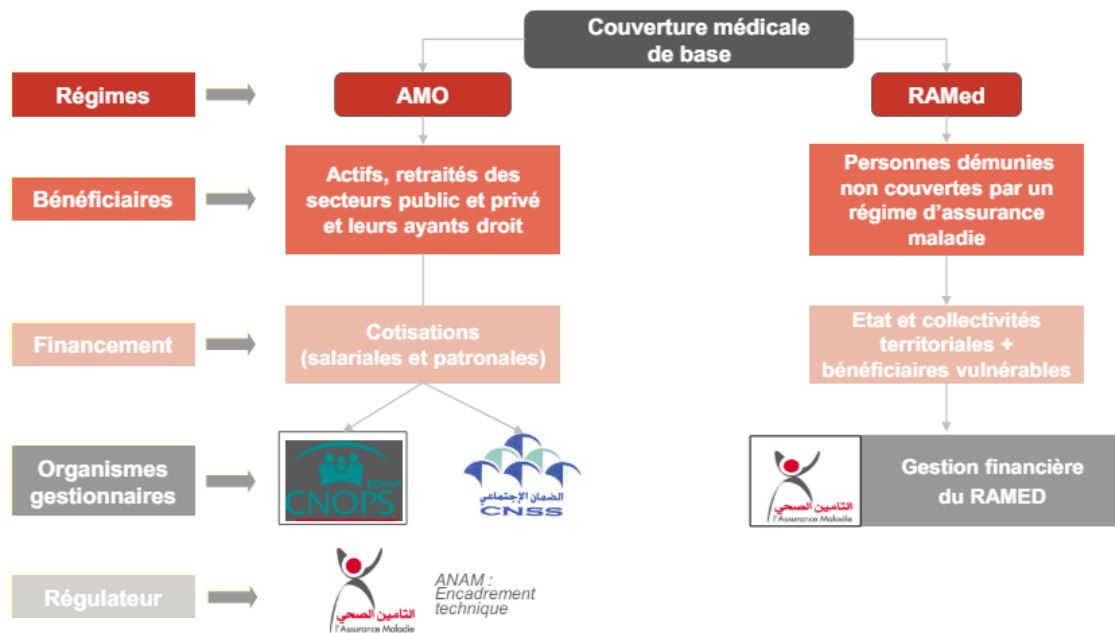 Couverture médicale
de base
Régimes
AMO
RAMed
Bénéficiaires
Actifs, retraités des
secteurs public et privé
et leurs ayants droit
Personnes démunies
non couvertes par un
régime d’assurance
maladie
Financement
Cotisations
(salariales et patronales)
Etat et collectivités
territoriales +
bénéficiaires vulnérables
Organismes
gestionnaires
CNOPS
الضمان الإجتماعي
CNSS
التامين الصحي
l'Assurance Maladie
Gestion financière
du RAMED
Régulateur
التامين الصحي
l'Assurance Maladie
ANAM :
Encadrement
technique